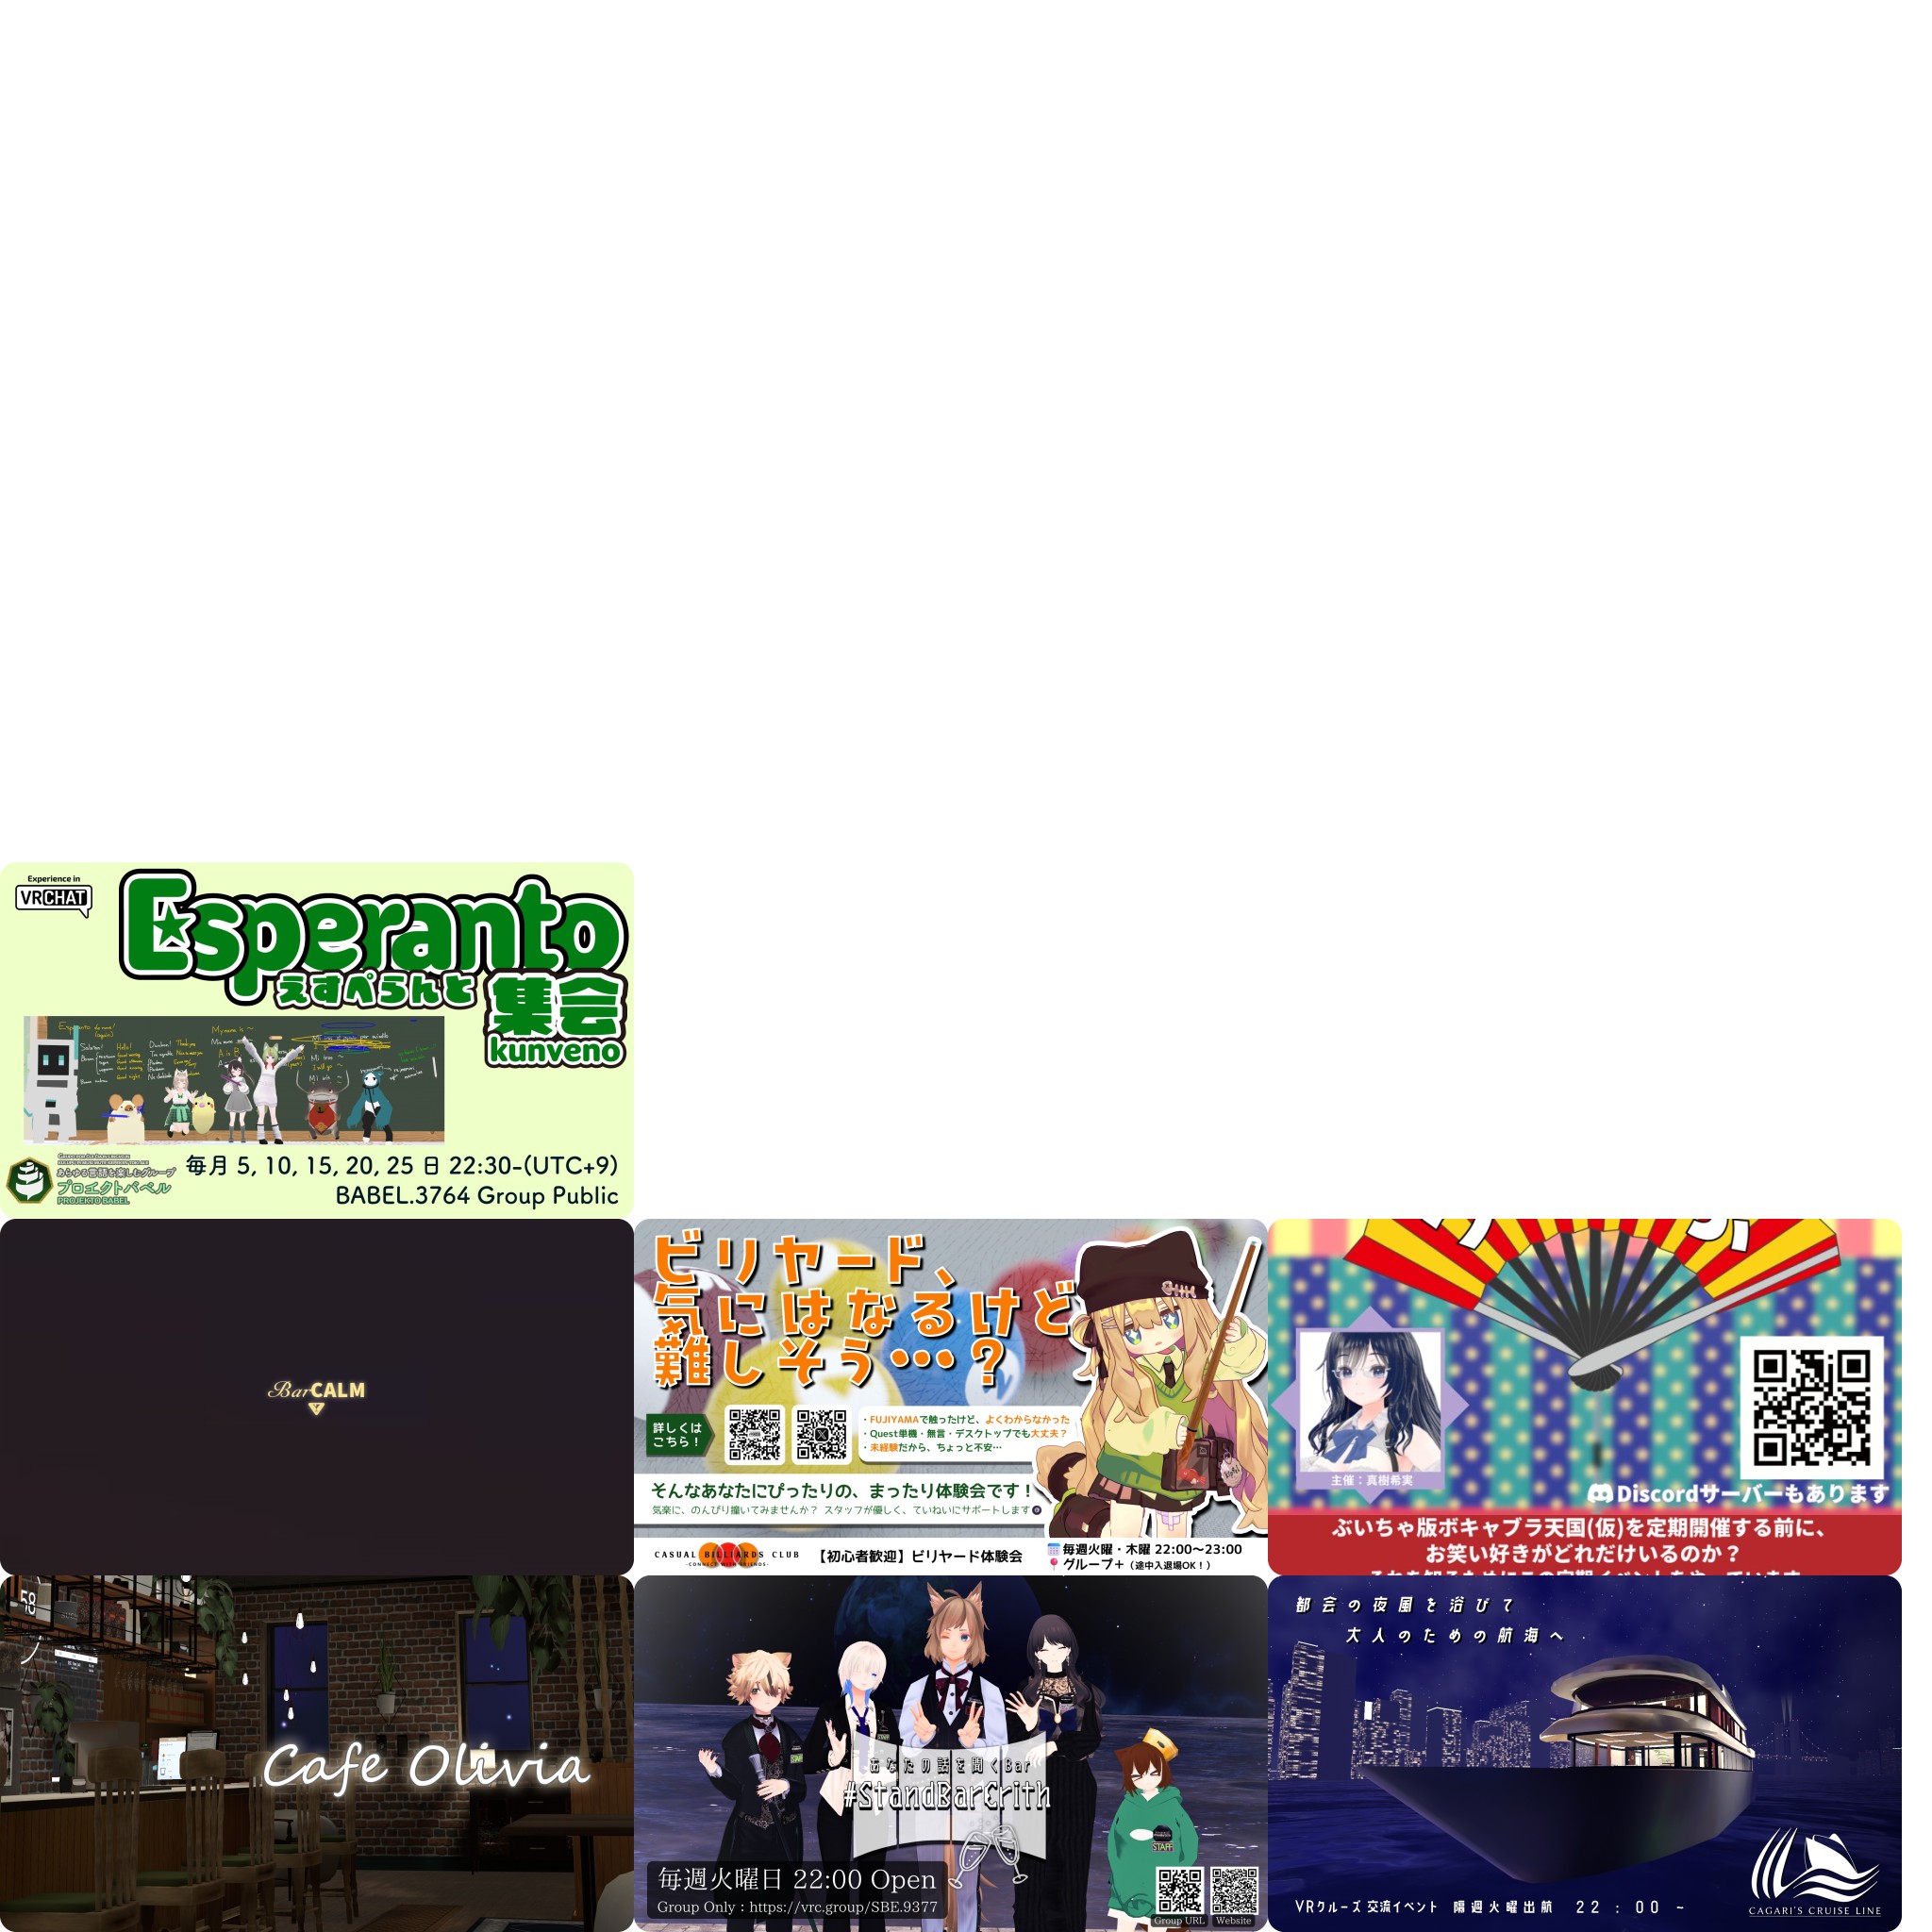 Experience in
VRCHAT
Esperanto
えすぺらんと
集会
kunveno
あらゆる言語を楽しむグループ
プロエクトバベル
PROJEKTO BABEL
毎月 5, 10, 15, 20, 25 日 22:30-(UTC+9)
BABEL.3764 Group Public
Bar CALM
ビリヤード、
気にはなるけど
難しそう…？
詳しくは
こちら！
・FUJIYAMAで触ったけど、よくわからなかった
・Quest単機・無言・デスクトップでも大丈夫？
・未経験だから、ちょっと不安…
そんなあなたにぴったりの、まったり体験会です！
気楽に、のんびり撞いてみませんか？ スタッフが優しく、ていねいにサポートします
CASUAL BILLIARDS CLUB
-CONNECT WITH FRIENDS-
【初心者歓迎】ビリヤード体験会
毎週火曜・木曜 22:00〜23:00
グループ＋（途中入退場OK！）
主催：真樹希実
Discordサーバーもあります
ぶいちゃ版ボキャブラ天国(仮)を定期開催する前に、
お笑い好きがどれだけいるのか？
58
Cafe Olivia
あなたの話を聞くBar
#StandBarCrith
STAFF
毎週火曜日 22:00 Open
Group Only : https://vrc.group/SBE.9377
Group URL
Website
都会の夜風を浴びて
大人のための航海へ
VRクルーズ交流イベント 隔週火曜出航 22:00~
CAGARI'S CRUISE LINE